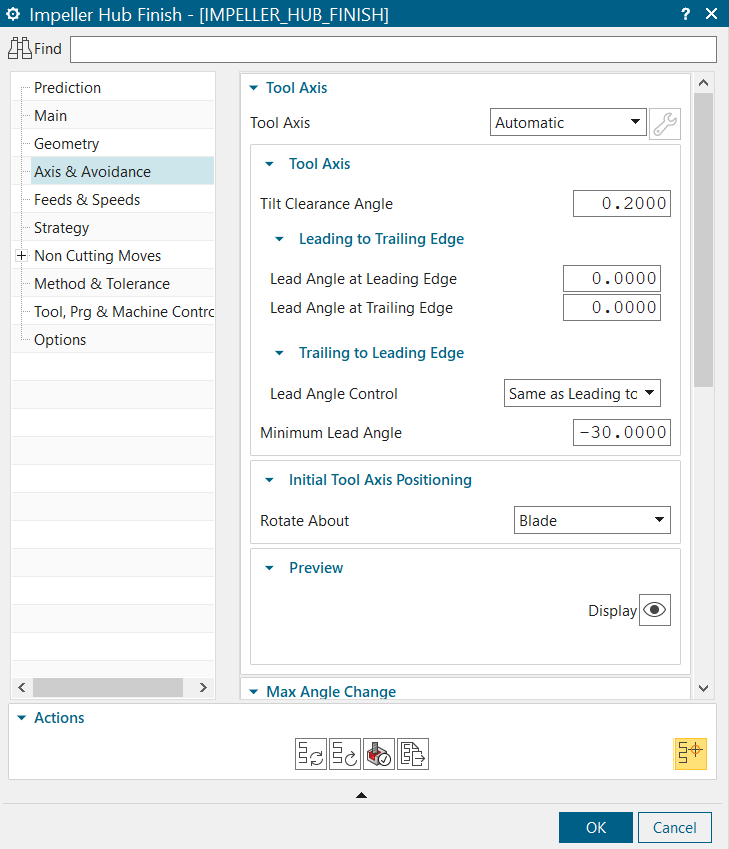 Impeller Hub Finish - [IMPELLER_HUB_FINISH]
Find
Prediction
Main
Geometry
Axis & Avoidance
Feeds & Speeds
Strategy
Non Cutting Moves
Method & Tolerance
Tool, Prg & Machine Contro
Options
Tool Axis
Tool Axis
Automatic
Tool Axis
Tilt Clearance Angle
0.2000
Leading to Trailing Edge
Lead Angle at Leading Edge
0.0000
Lead Angle at Trailing Edge
0.0000
Trailing to Leading Edge
Lead Angle Control
Same as Leading to
Minimum Lead Angle
-30.0000
Initial Tool Axis Positioning
Rotate About
Blade
Preview
Display
Max Angle Change
Actions
OK
Cancel